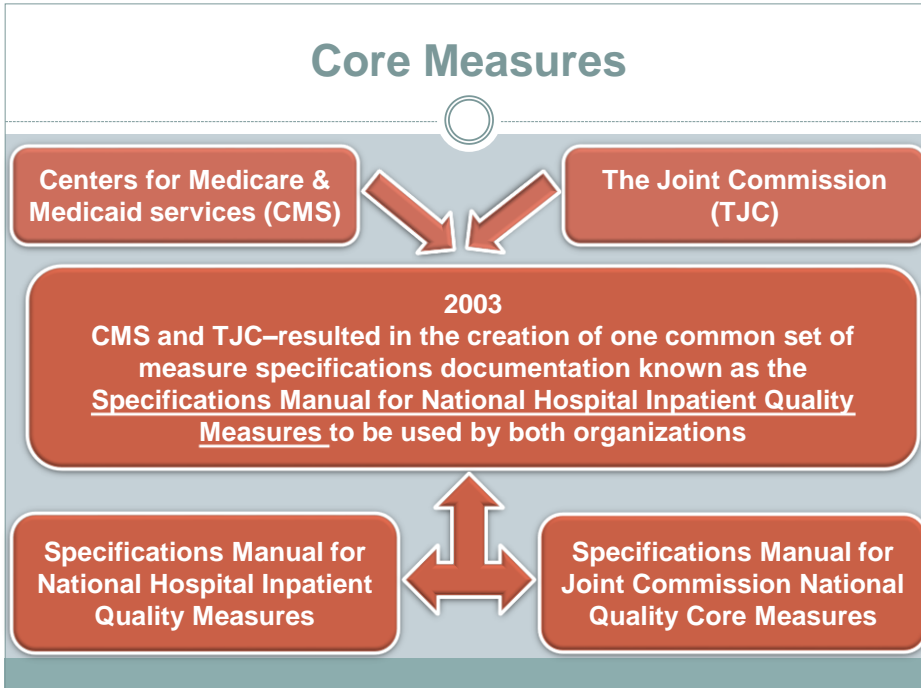 Core Measures
Centers for Medicare &
Medicaid services (CMS)
The Joint Commission
(TJC)
2003
CMS and TJC–resulted in the creation of one common set of
measure specifications documentation known as the
Specifications Manual for National Hospital Inpatient Quality
Measures to be used by both organizations
Specifications Manual for
National Hospital Inpatient
Quality Measures
Specifications Manual for
Joint Commission National
Quality Core Measures